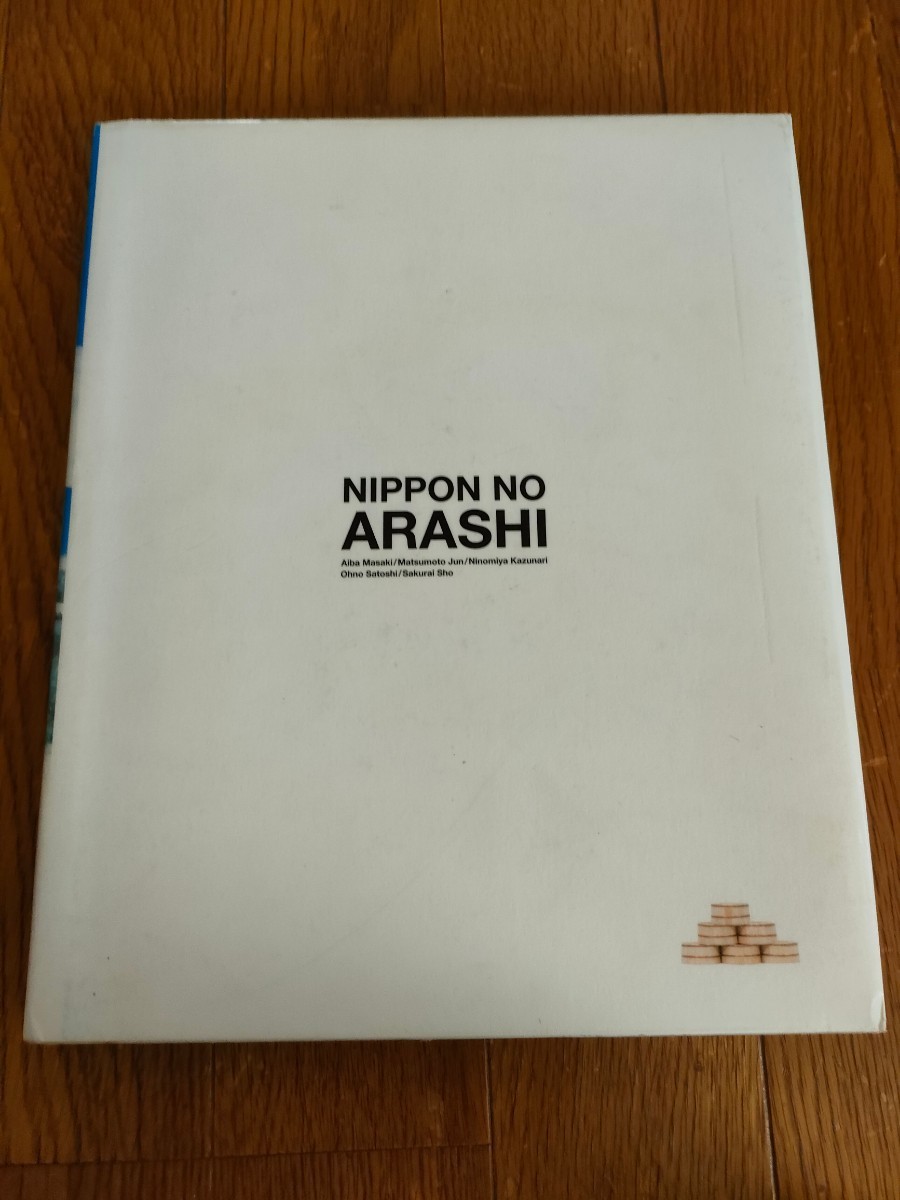 NIPPON NO
ARASHI
Aiba Masaki/Matsumoto Jun/Ninomiya Kazunari
Ohno Satoshi/Sakurai Sho